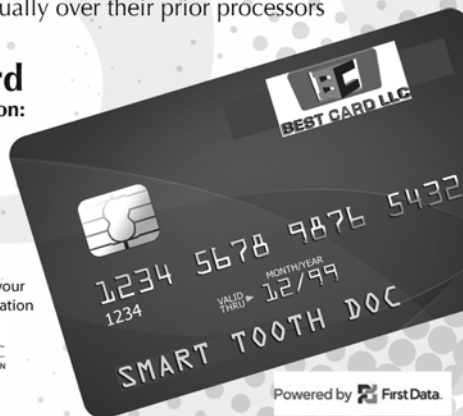 ually over their prior processors
rd
on:
BC
BEST CARD LLC
1234 5678 9876 5432
1234
VALID THRU MONTH/YEAR 12/99
SMART TOOTH DOC
your
ation
N
Powered by First Data.